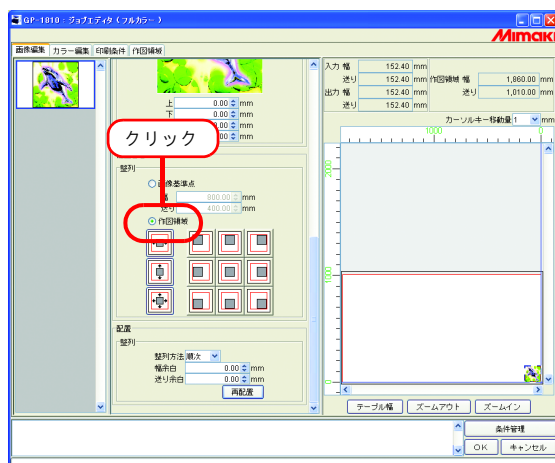 GP-1810 : ジョブエディタ (フルカラー)
Mimaki
画像編集 カラー編集 印刷条件 作図領域
上 0.00 mm
下 0.00 mm
0.00 mm
0.00 mm
クリック
整列
画像基準点
幅 800.00 mm
送り 400.00 mm
作図領域
配置
整列
整列方法 順次
幅余白 0.00 mm
送り余白 0.00 mm
再配置
入力 幅 152.40 mm
送り 152.40 mm 作図領域 幅 1,860.00 mm
出力 幅 152.40 mm 送り 1,010.00 mm
送り 152.40 mm
カーソルキー移動量 1 mm
1000 0
2000
1000
0
テーブル幅 ズームアウト ズームイン
条件管理
OK キャンセル